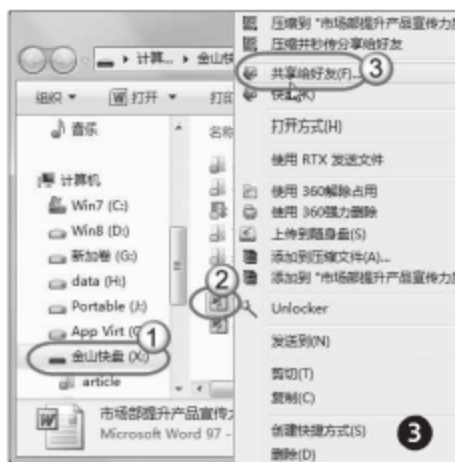 压缩到 "市场部提升产品宣传力
压缩并秒传分享给好友
▸ 计算... ▸ 金山快
共享给好友(F)...
③
组织 ▼
打开 ▼
打印
音乐
名称
打开方式(H)
计算机
使用 RTX 发送文件
Win7 (C:)
使用 360解除占用
Win8 (D:)
使用 360强力删除
新加卷 (G:)
上传到随身盘(S)
添加到压缩文件(A)...
data (H:)
添加到 "市场部提升产品宣传力
②
Portable (J:)
Unlocker
App Virt
①
发送到(N)
金山快盘 (X:)
article
剪切(T)
复制(C)
市场部提升产品宣传
Microsoft Word 97 -
创建快捷方式(S)
❸
删除(D)